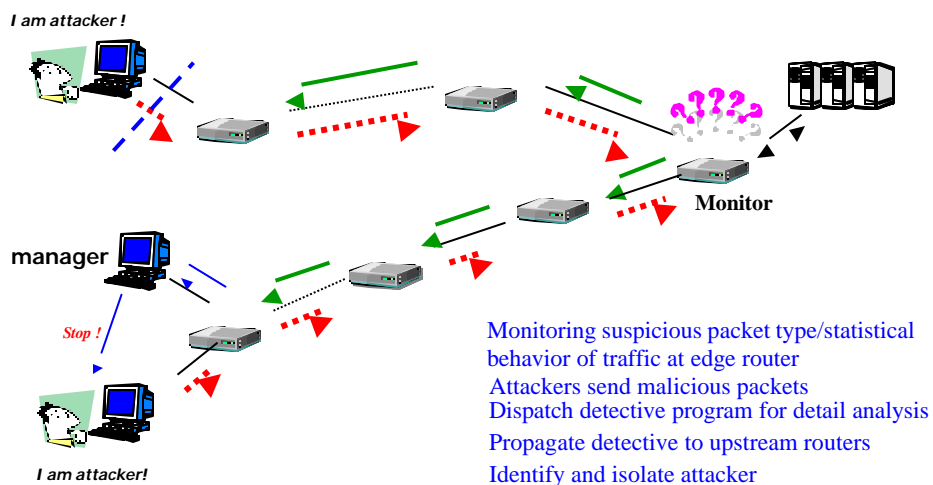 I am attacker !
Monitor
manager
Stop !
I am attacker!
Monitoring suspicious packet type/statistical
behavior of traffic at edge router
Attackers send malicious packets
Dispatch detective program for detail analysis
Propagate detective to upstream routers
Identify and isolate attacker